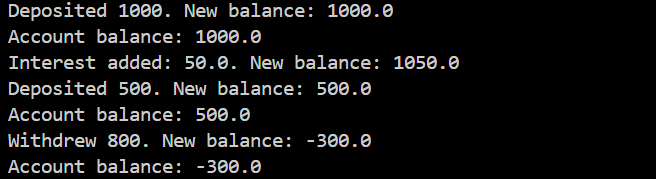 Deposited 1000. New balance: 1000.0
Account balance: 1000.0
Interest added: 50.0. New balance: 1050.0
Deposited 500. New balance: 500.0
Account balance: 500.0
Withdrew 800. New balance: -300.0
Account balance: -300.0